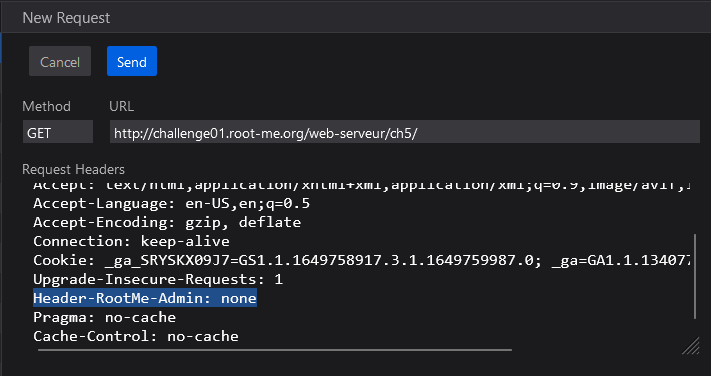 New Request
Cancel Send
Method URL
GET http://challenge01.root-me.org/web-serveur/ch5/
Request Headers
Accept: text/html,application/xhtml+xml,application/xml;q=0.9,image/avif,
Accept-Language: en-US,en;q=0.5
Accept-Encoding: gzip, deflate
Connection: keep-alive
Cookie: _ga_SRYSKX09J7=GS1.1.1649758917.3.1.1649759987.0; _ga=GA1.1.134077
Upgrade-Insecure-Requests: 1
Header-RootMe-Admin: none
Pragma: no-cache
Cache-Control: no-cache